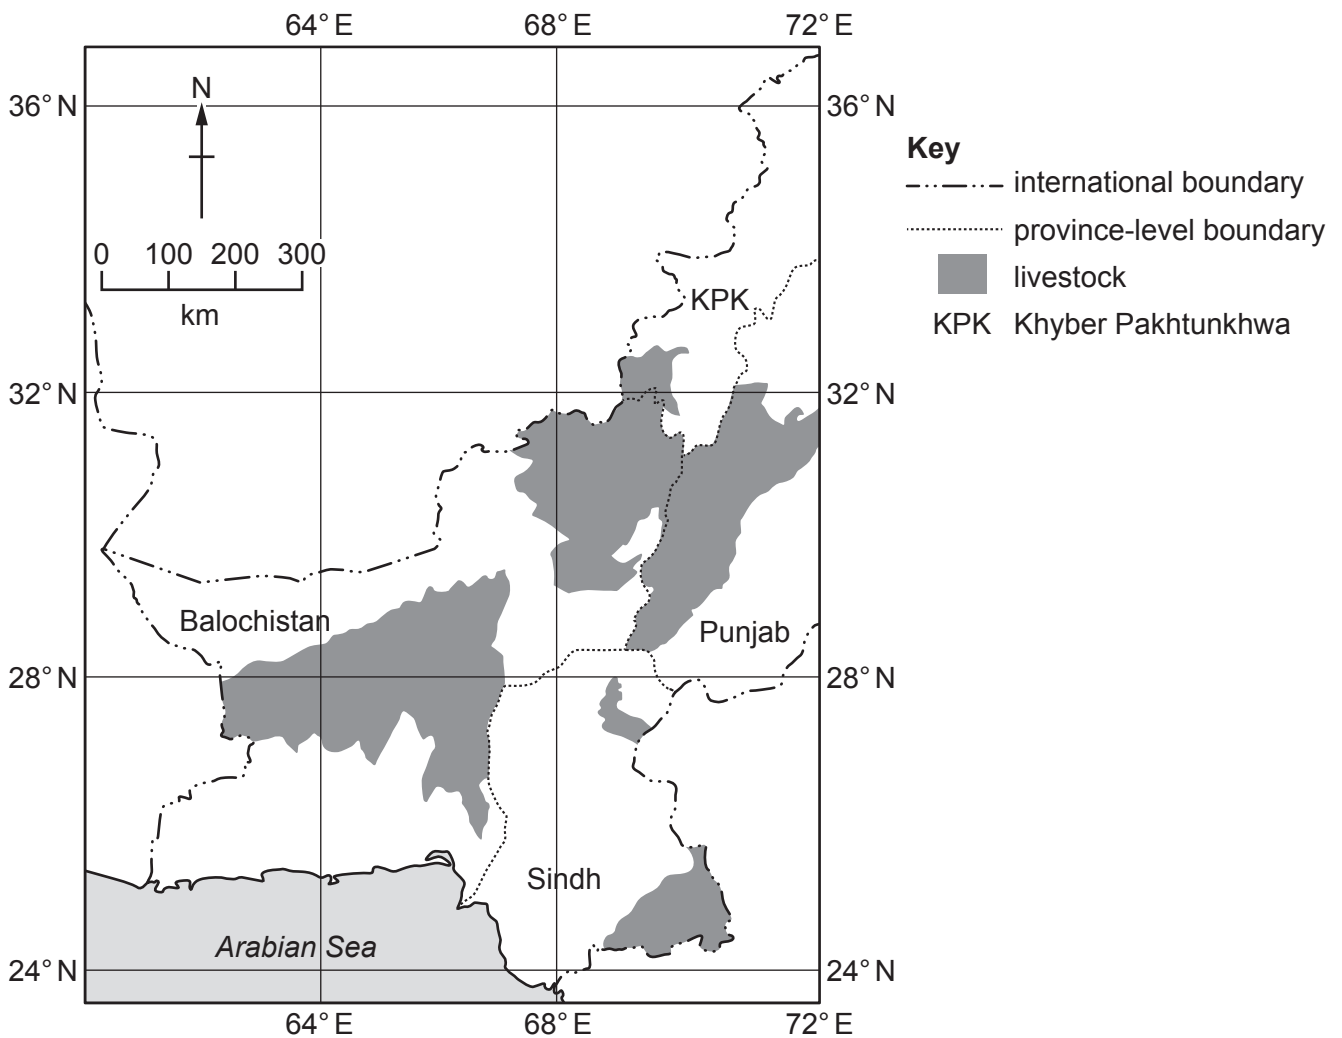 64° E 68° E 72° E
36° N 36° N
N
0 100 200 300
km
Key
international boundary
province-level boundary
livestock
KPK Khyber Pakhtunkhwa
KPK
32° N 32° N
Balochistan
Punjab
28° N 28° N
Sindh
Arabian Sea
24° N 24° N
64° E 68° E 72° E